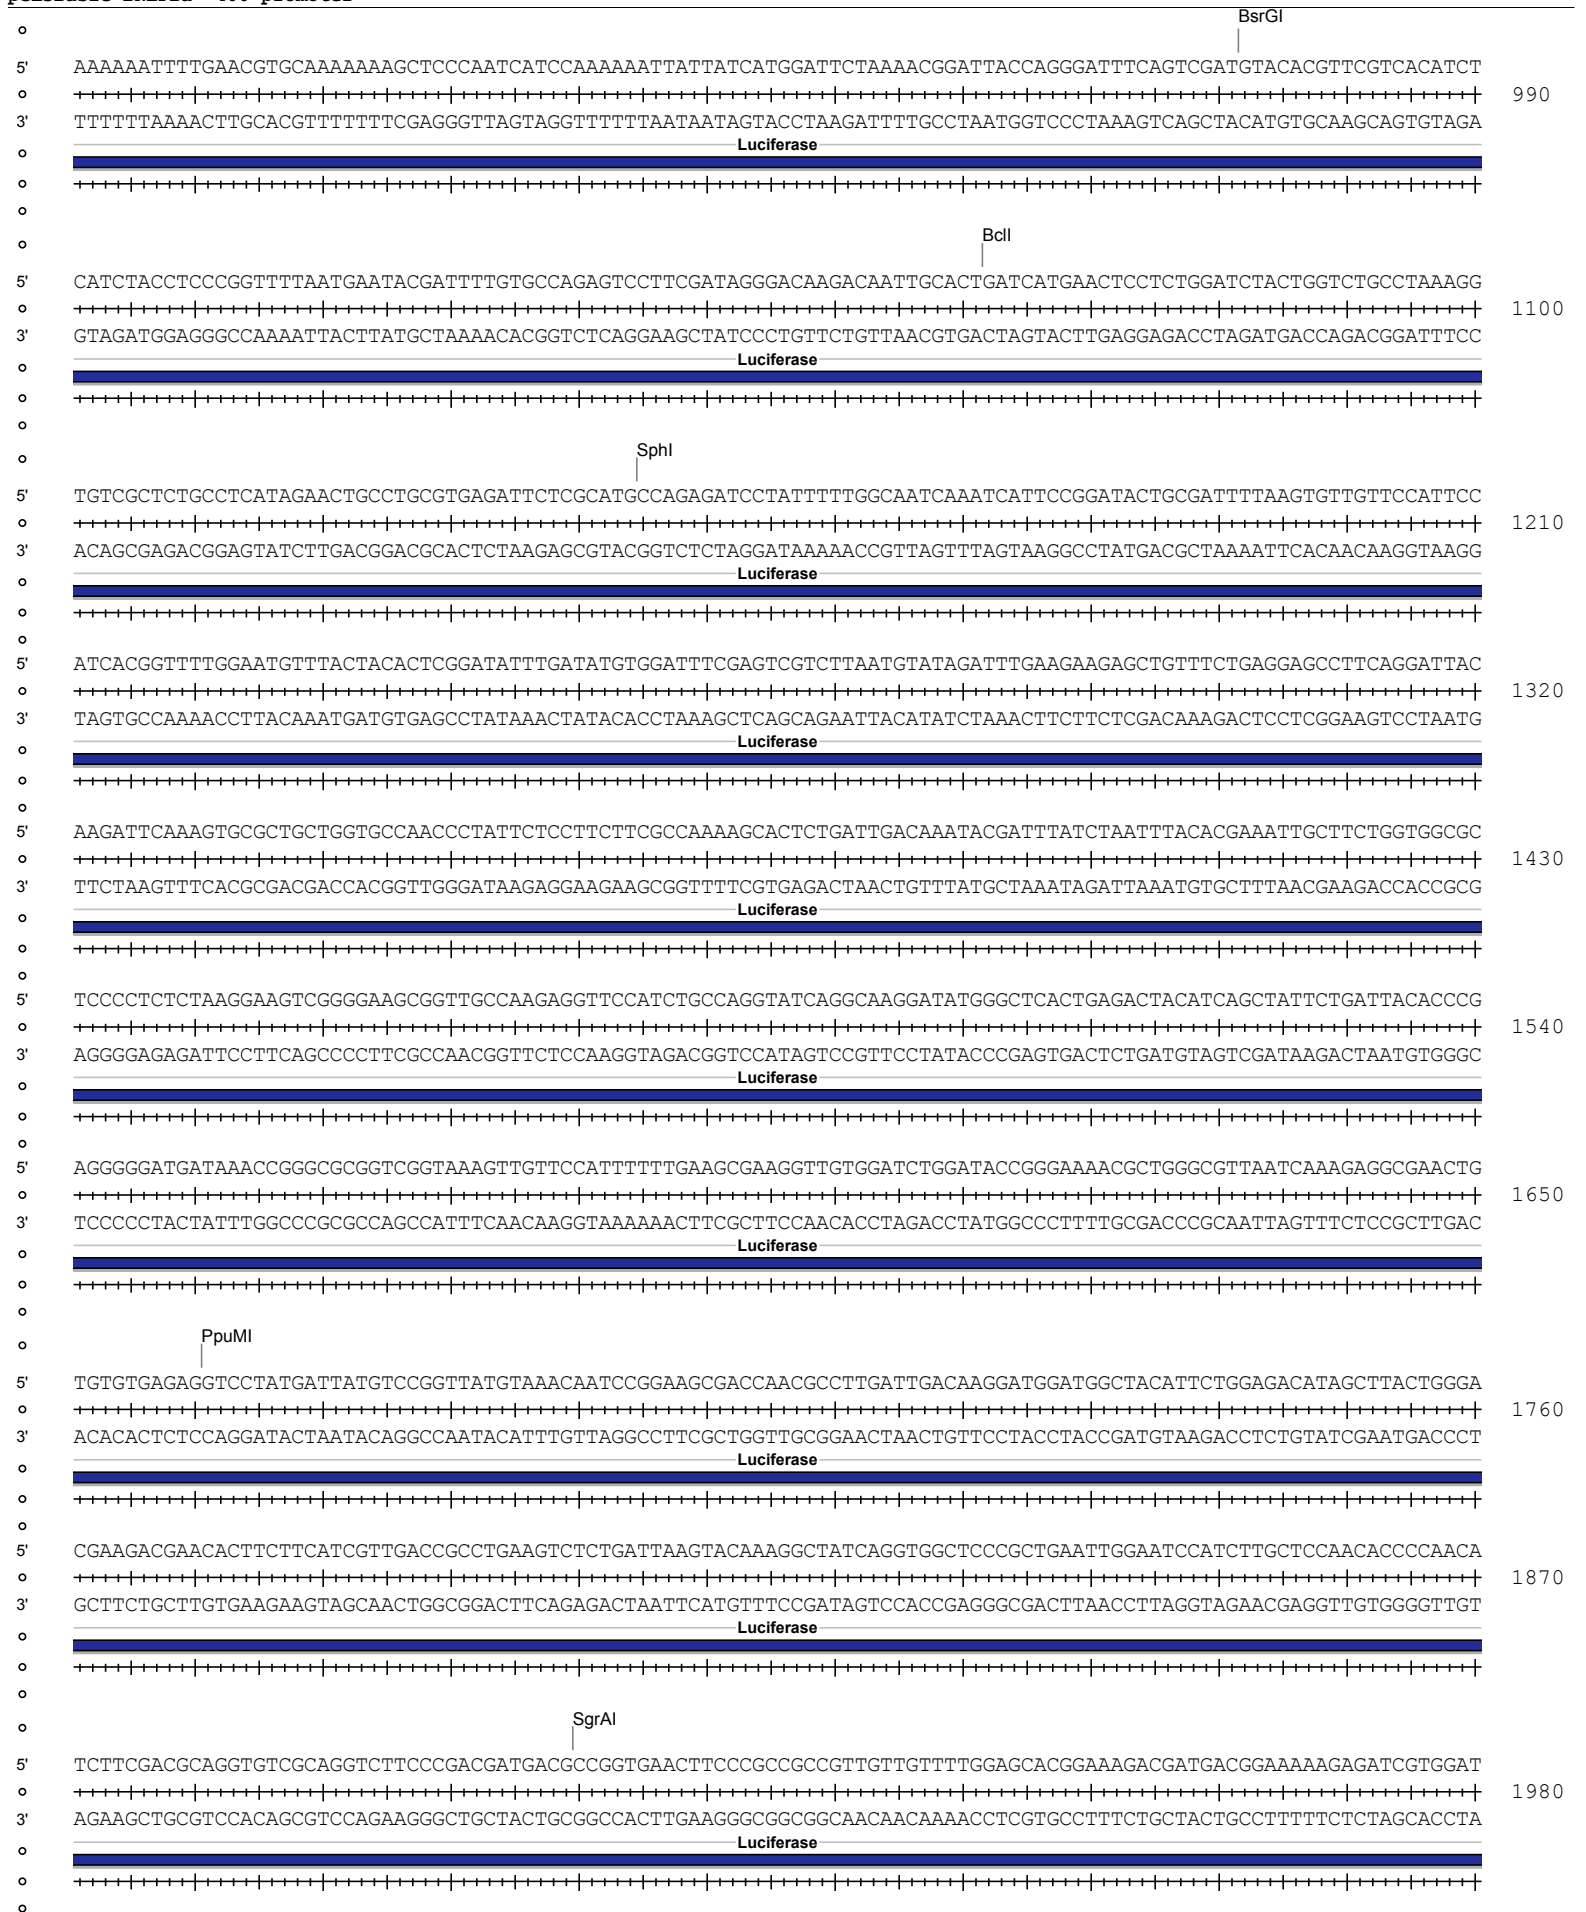 BsrGI
5' AAAAAATTTTGAACGTGCAAAAAAAGCTCCCAATCATCCAAAAAATTATTATCATGGATTCTAAAACGGATTACCAGGGATTTCAGTCGATGTACACGTTCGTCACATCT
990
3' TTTTTTAAAACTTGCACGTTTTTTTCGAGGGTTAGTAGGTTTTTTAATAATAGTACCTAAGATTTTGCCTAATGGTCCCTAAAGTCAGCTACATGTGCAAGCAGTGTAGA
Luciferase
BclI
5' CATCTACCTCCCGGTTTTAATGAATACGATTTTGTGCCAGAGTCCTTCGATAGGGACAAGACAATTGCACTGATCATGAACTCCTCTGGATCTACTGGTCTGCCTAAAGG
1100
3' GTAGATGGAGGGCCAAAATTACTTATGCTAAAACACGGTCTCAGGAAGCTATCCCTGTTCTGTTAACGTGACTAGTACTTGAGGAGACCTAGATGACCAGACGGATTTCC
Luciferase
SphI
5' TGTCGCTCTGCCTCATAGAACTGCCTGCGTGAGATTCTCGCATGCCAGAGATCCTATTTTTGGCAATCAAATCATTCCGGATACTGCGATTTTAAGTGTTGTTCCATTCC
1210
3' ACAGCGAGACGGAGTATCTTGACGGACGCACTCTAAGAGCGTACGGTCTCTAGGATAAAAACCGTTAGTTTAGTAAGGCCTATGACGCTAAAATTCACAACAAGGTAAGG
Luciferase
5' ATCACGGTTTTGGAATGTTTACTACACTCGGATATTTGATATGTGGATTTCGAGTCGTCTTAATGTATAGATTTGAAGAAGAGCTGTTTCTGAGGAGCCTTCAGGATTAC
1320
3' TAGTGCCAAAACCTTACAAATGATGTGAGCCTATAAACTATACACCTAAAGCTCAGCAGAATTACATATCTAAACTTCTTCTCGACAAAGACTCCTCGGAAGTCCTAATG
Luciferase
5' AAGATTCAAAGTGCGCTGCTGGTGCCAACCCTATTCTCCTTCTTCGCCAAAAGCACTCTGATTGACAAATACGATTTATCTAATTTACACGAAATTGCTTCTGGTGGCGC
1430
3' TTCTAAGTTTCACGCGACGACCACGGTTGGGATAAGAGGAAGAAGCGGTTTTCGTGAGACTAACTGTTTATGCTAAATAGATTAAATGTGCTTTAACGAAGACCACCGCG
Luciferase
5' TCCCCTCTCTAAGGAAGTCGGGGAAGCGGTTGCCAAGAGGTTCCATCTGCCAGGTATCAGGCAAGGATATGGGCTCACTGAGACTACATCAGCTATTCTGATTACACCCG
1540
3' AGGGGAGAGATTCCTTCAGCCCCTTCGCCAACGGTTCTCCAAGGTAGACGGTCCATAGTCCGTTCCTATACCCGAGTGACTCTGATGTAGTCGATAAGACTAATGTGGGC
Luciferase
5' AGGGGGATGATAAACCGGGCGCGGTCGGTAAAGTTGTTCCATTTTTTGAAGCGAAGGTTGTGGATCTGGATACCGGGAAAACGCTGGGCGTTAATCAAAGAGGCGAACTG
1650
3' TCCCCCTACTATTTGGCCCGCGCCAGCCATTTCAACAAGGTAAAAAACTTCGCTTCCAACACCTAGACCTATGGCCCTTTTGCGACCCGCAATTAGTTTCTCCGCTTGAC
Luciferase
PpuMI
5' TGTGTGAGAGGTCCTATGATTATGTCCGGTTATGTAAACAATCCGGAAGCGACCAACGCCTTGATTGACAAGGATGGATGGCTACATTCTGGAGACATAGCTTACTGGGA
1760
3' ACACACTCTCCAGGATACTAATACAGGCCAATACATTTGTTAGGCCTTCGCTGGTTGCGGAACTAACTGTTCCTACCTACCGATGTAAGACCTCTGTATCGAATGACCCT
Luciferase
5' CGAAGACGAACACTTCTTCATCGTTGACCGCCTGAAGTCTCTGATTAAGTACAAAGGCTATCAGGTGGCTCCCGCTGAATTGGAATCCATCTTGCTCCAACACCCCAACA
1870
3' GCTTCTGCTTGTGAAGAAGTAGCAACTGGCGGACTTCAGAGACTAATTCATGTTTCCGATAGTCCACCGAGGGCGACTTAACCTTAGGTAGAACGAGGTTGTGGGGTTGT
Luciferase
SgrAI
5' TCTTCGACGCAGGTGTCGCAGGTCTTCCCGACGATGACGCCGGTGAACTTCCCGCCGCCGTTGTTGTTTTGGAGCACGGAAAGACGATGACGGAAAAAGAGATCGTGGAT
1980
3' AGAAGCTGCGTCCACAGCGTCCAGAAGGGCTGCTACTGCGGCCACTTGAAGGGCGGCGGCAACAACAAAACCTCGTGCCTTTCTGCTACTGCCTTTTTCTCTAGCACCTA
Luciferase